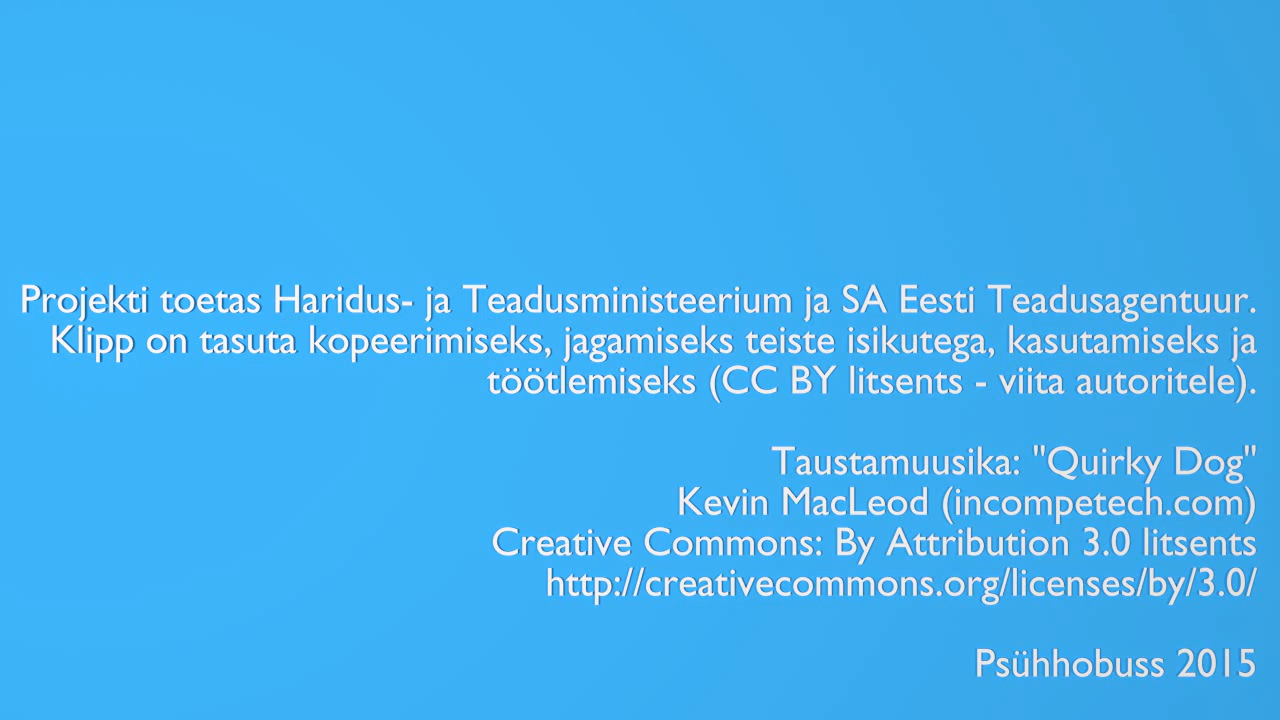 Projekti toetas Haridus- ja Teadusministeerium ja SA Eesti Teadusagentuur.
Klipp on tasuta kopeerimiseks, jagamiseks teiste isikutega, kasutamiseks ja
töötlemiseks (CC BY litsents - viita autoritele).
Taustamuusika: "Quirky Dog"
Kevin MacLeod (incompetech.com)
Creative Commons: By Attribution 3.0 litsents
http://creativecommons.org/licenses/by/3.0/
Psühhobuss 2015